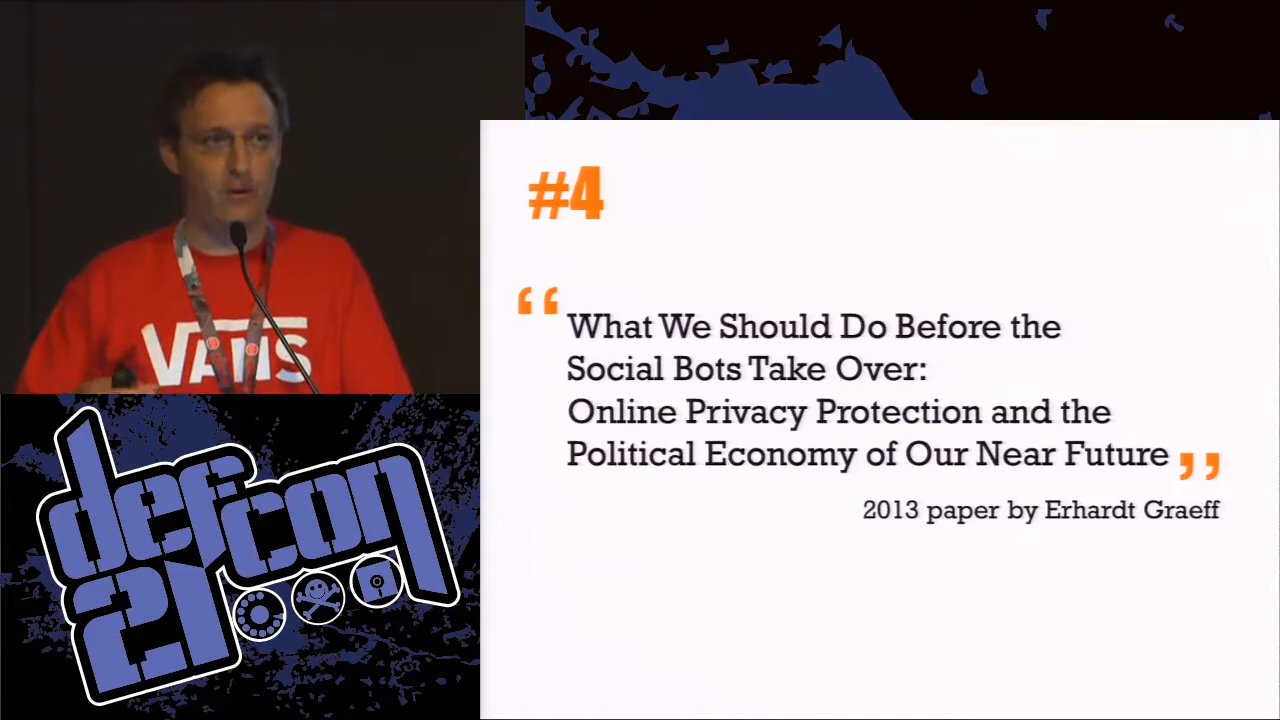 #4
“What We Should Do Before the
Social Bots Take Over:
Online Privacy Protection and the
Political Economy of Our Near Future”
2013 paper by Erhardt Graeff
VANS
defcon
21